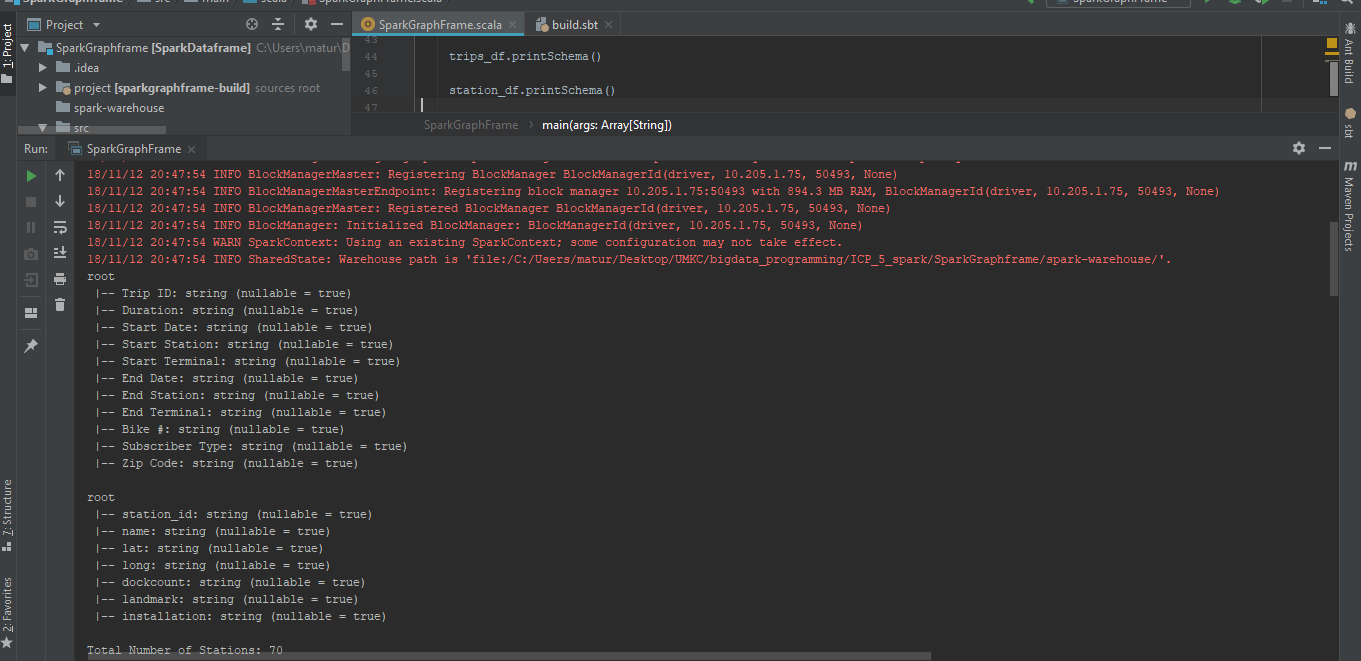 SparkGraphFrame
Project
SparkGraphFrame.scala
build.sbt
SparkGraphframe [SparkDataframe] C:\Users\matur\D
.idea
project [sparkgraphframe-build] sources root
spark-warehouse
src
43
44 trips_df.printSchema()
45
46 station_df.printSchema()
47
SparkGraphFrame › main(args: Array[String])
Run: SparkGraphFrame
18/11/12 20:47:54 INFO BlockManagerMaster: Registering BlockManager BlockManagerId(driver, 10.205.1.75, 50493, None)
18/11/12 20:47:54 INFO BlockManagerMasterEndpoint: Registering block manager 10.205.1.75:50493 with 894.3 MB RAM, BlockManagerId(driver, 10.205.1.75, 50493, None)
18/11/12 20:47:54 INFO BlockManagerMaster: Registered BlockManager BlockManagerId(driver, 10.205.1.75, 50493, None)
18/11/12 20:47:54 INFO BlockManager: Initialized BlockManager: BlockManagerId(driver, 10.205.1.75, 50493, None)
18/11/12 20:47:54 WARN SparkContext: Using an existing SparkContext; some configuration may not take effect.
18/11/12 20:47:54 INFO SharedState: Warehouse path is 'file:/C:/Users/matur/Desktop/UMKC/bigdata_programming/ICP_5_spark/SparkGraphframe/spark-warehouse/'.
root
|-- Trip ID: string (nullable = true)
|-- Duration: string (nullable = true)
|-- Start Date: string (nullable = true)
|-- Start Station: string (nullable = true)
|-- Start Terminal: string (nullable = true)
|-- End Date: string (nullable = true)
|-- End Station: string (nullable = true)
|-- End Terminal: string (nullable = true)
|-- Bike #: string (nullable = true)
|-- Subscriber Type: string (nullable = true)
|-- Zip Code: string (nullable = true)
root
|-- station_id: string (nullable = true)
|-- name: string (nullable = true)
|-- lat: string (nullable = true)
|-- long: string (nullable = true)
|-- dockcount: string (nullable = true)
|-- landmark: string (nullable = true)
|-- installation: string (nullable = true)
Total Number of Stations: 70
1: Project
7: Structure
2: Favorites
Ant Build
sbt
m Maven Projects